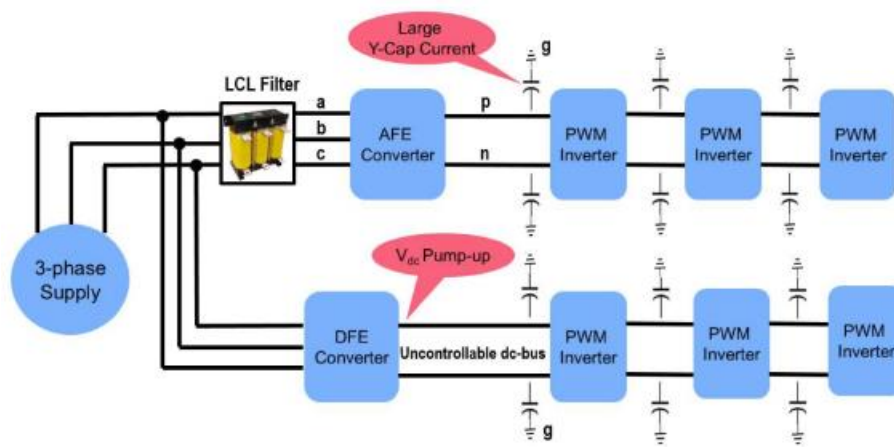 Large
Y-Cap Current
g
LCL Filter
a
b
c
AFE
Converter
p
n
PWM
Inverter
PWM
Inverter
PWM
Inverter
3-phase
Supply
Vdc Pump-up
DFE
Converter
Uncontrollable dc-bus
PWM
Inverter
PWM
Inverter
PWM
Inverter
g